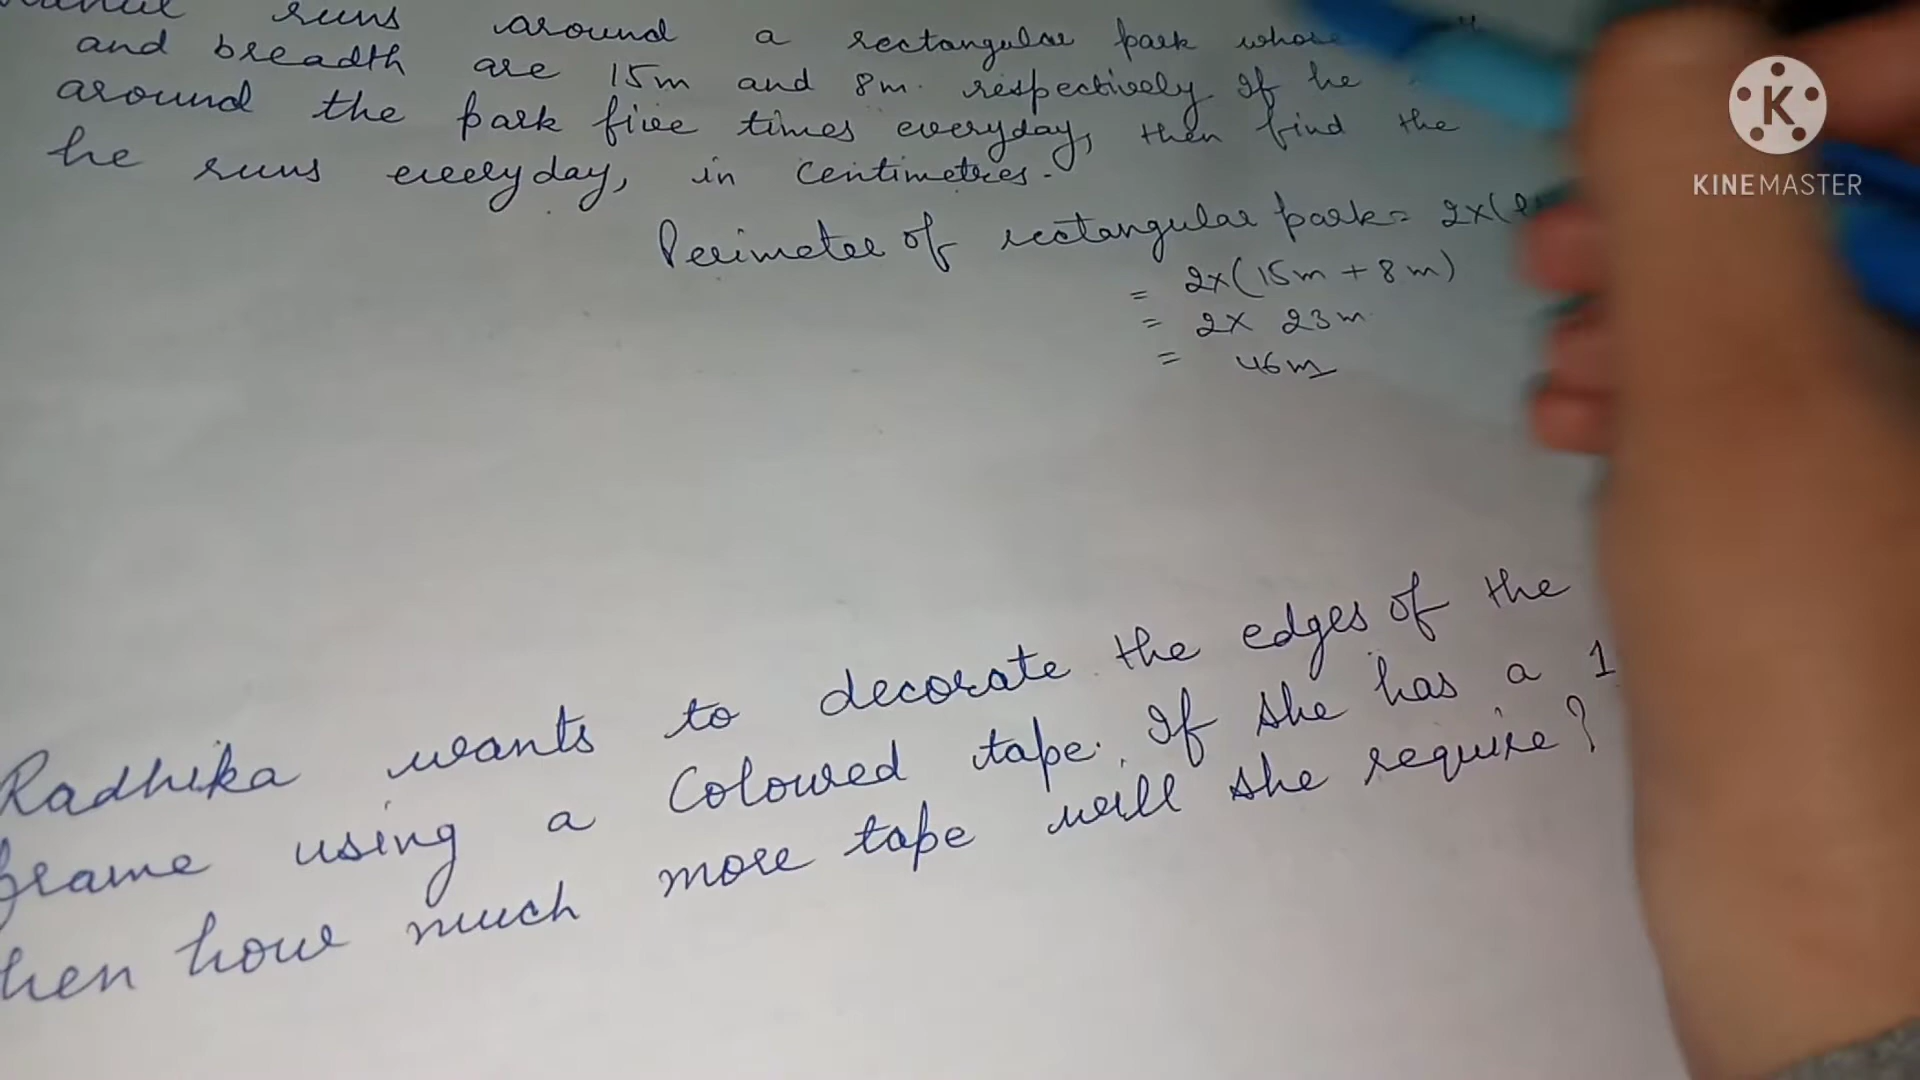 runs around a rectangular park whose
and breadth are 15m and 8m. respectively If he
around the park five times everyday, then find the
he runs everyday, in centimetres.
Perimeter of rectangular park = 2x(
= 2x(15m + 8m)
= 2x 23m
= 46m
Radhika wants to decorate the edges of the
frame using a coloured tape. If she has a 1
hen how much more tape will she require?
KINEMASTER